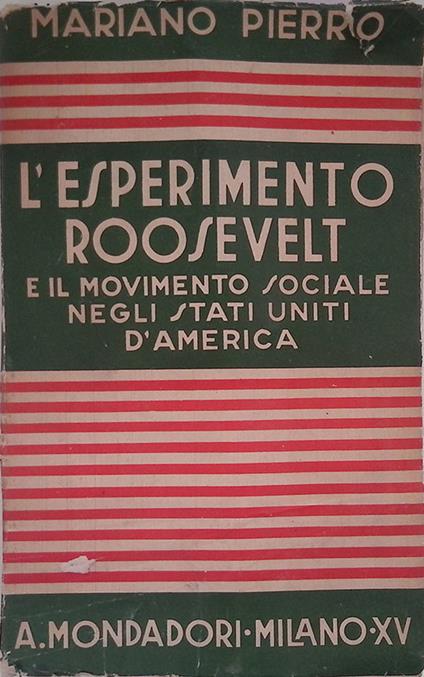 MARIANO PIERRO
L'ESPERIMENTO
ROOSEVELT
E IL MOVIMENTO SOCIALE
NEGLI STATI UNITI
D'AMERICA
A. MONDADORI · MILANO · XV